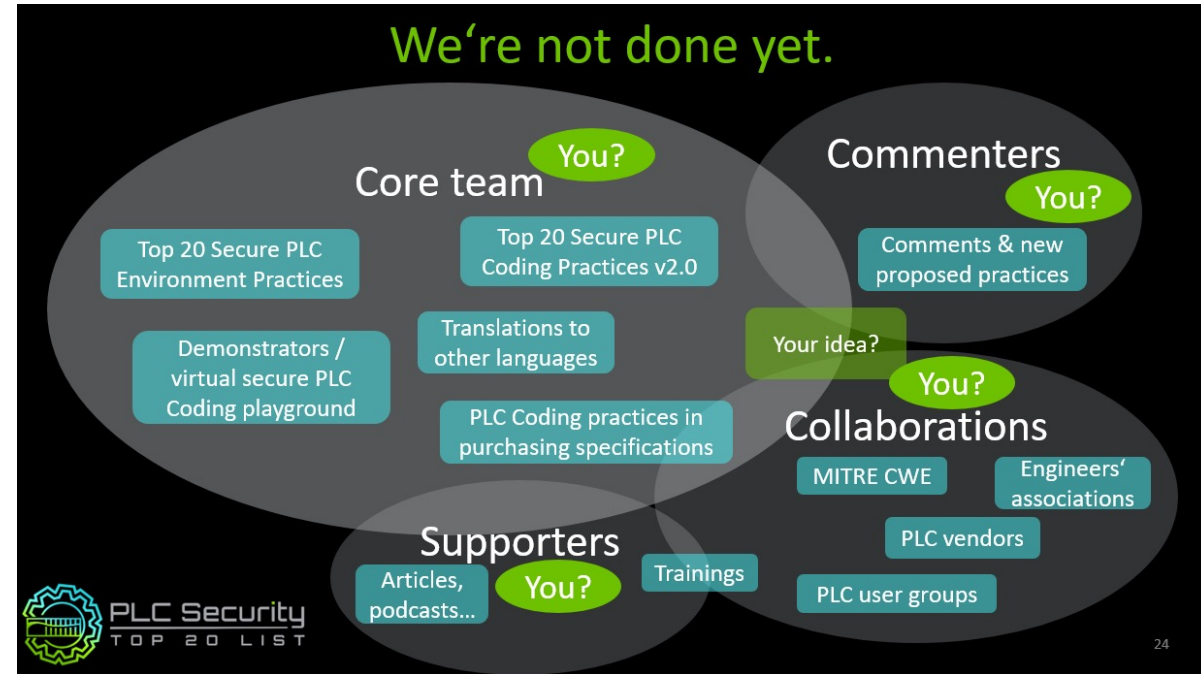 We‘re not done yet.
You?
Core team
Top 20 Secure PLC
Environment Practices
Top 20 Secure PLC
Coding Practices v2.0
Demonstrators /
virtual secure PLC
Coding playground
Translations to
other languages
PLC Coding practices in
purchasing specifications
Commenters
You?
Comments & new
proposed practices
Your idea?
You?
Collaborations
MITRE CWE
Engineers‘
associations
PLC vendors
PLC user groups
Supporters
Articles,
podcasts...
You?
Trainings
PLC Security
TOP 20 LIST
24